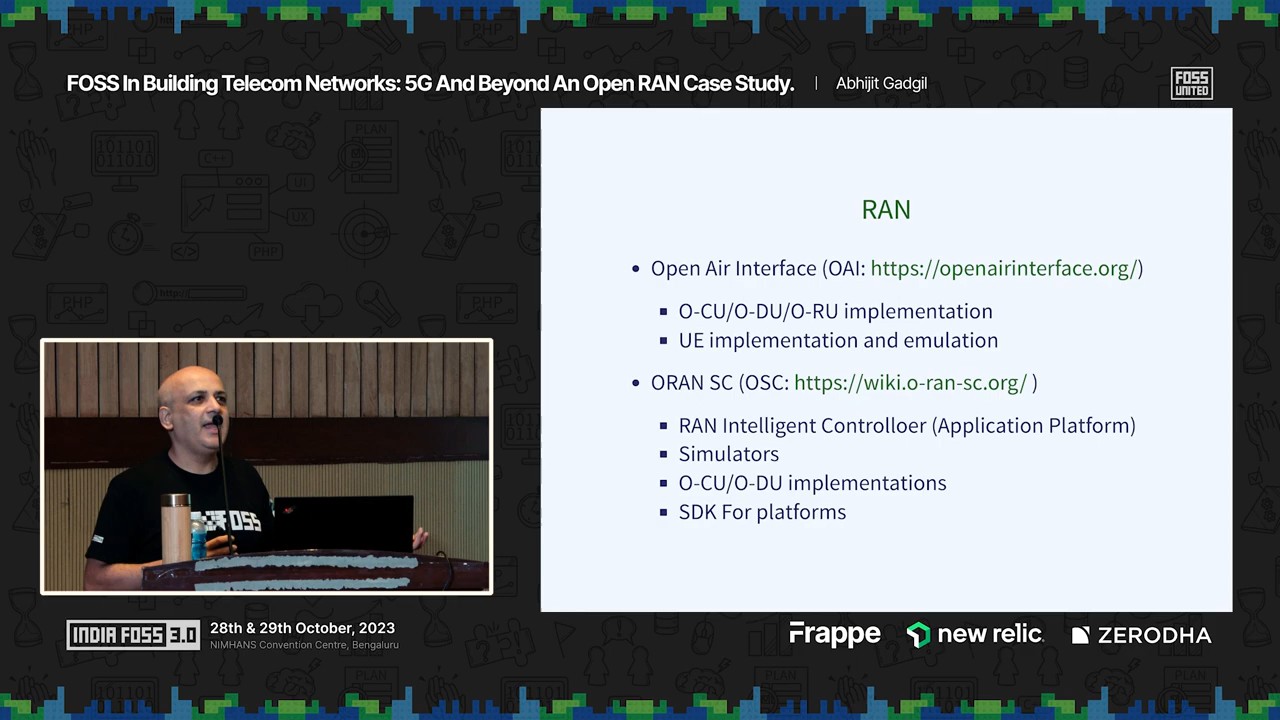 FOSS In Building Telecom Networks: 5G And Beyond An Open RAN Case Study. | Abhijit Gadgil
FOSS
UNITED
RAN
• Open Air Interface (OAI: https://openairinterface.org/)
▪ O-CU/O-DU/O-RU implementation
▪ UE implementation and emulation
• ORAN SC (OSC: https://wiki.o-ran-sc.org/ )
▪ RAN Intelligent Controlloer (Application Platform)
▪ Simulators
▪ O-CU/O-DU implementations
▪ SDK For platforms
FOSS
INDIA FOSS 3.0
28th & 29th October, 2023
NIMHANS Convention Centre, Bengaluru
Frappe
new relic
ZERODHA